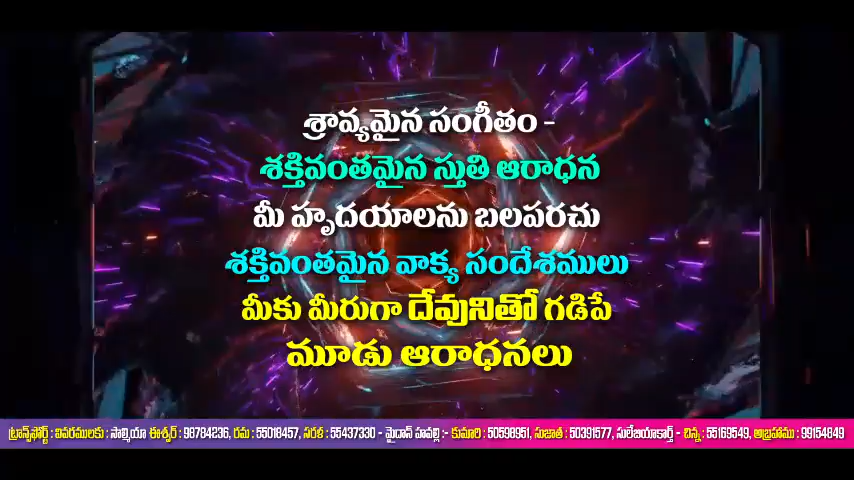 శ్రావ్యమైన సంగీతం -
శక్తివంతమైన స్తుతి ఆరాధన
మీ హృదయాలను బలపరచు
శక్తివంతమైన వాక్య సందేశములు
మీకు మీరుగా దేవునితో గడిపే
మూడు ఆరాధనలు
ట్రాన్స్‌పోర్ట్ : వివరములకు : సాల్మియా ఈశ్వర్ : 98784236, రమ : 55018457, సరళ : 55437330 - మైదాన్ హవల్లి :- కుమారి : 50598951, సుజాత : 50391577, సులేబియాకార్త్ - చిన్న : 55169549, అబ్రహాము : 99154849